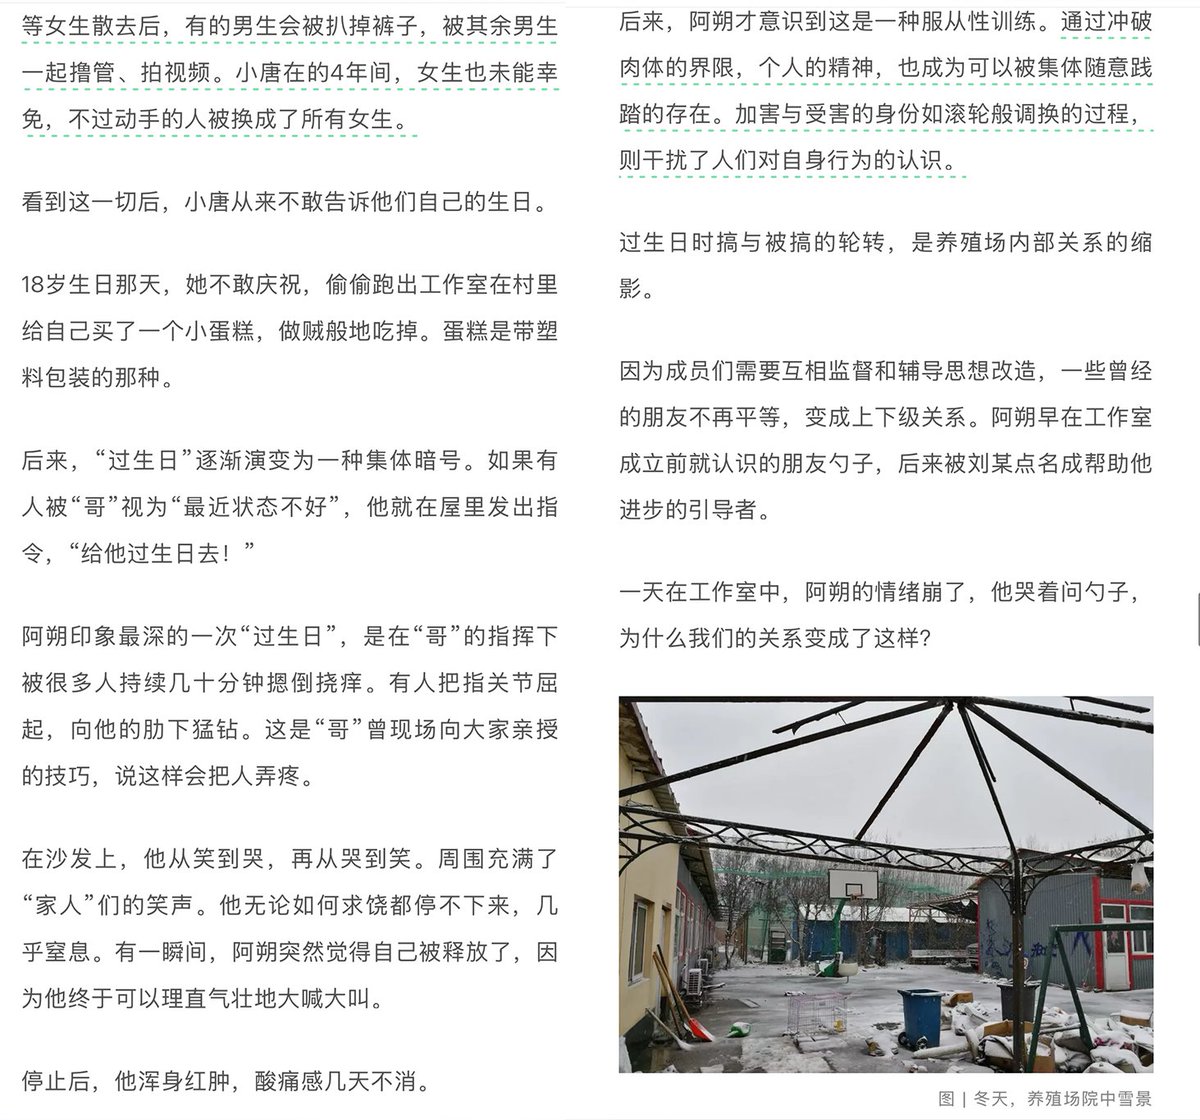 等女生散去后，有的男生会被扒掉裤子，被其余男生
一起撸管、拍视频。小唐在的4年间，女生也未能幸
免，不过动手的人被换成了所有女生。
看到这一切后，小唐从来不敢告诉他们自己的生日。
18岁生日那天，她不敢庆祝，偷偷跑出工作室在村里
给自己买了一个小蛋糕，做贼般地吃掉。蛋糕是带塑
料包装的那种。
后来，“过生日”逐渐演变为一种集体暗号。如果有
人被“哥”视为“最近状态不好”，他就在屋里发出指
令，“给他过生日去！”
阿朔印象最深的一次“过生日”，是在“哥”的指挥下
被很多人持续几十分钟摁倒挠痒。有人把指关节屈
起，向他的肋下猛钻。这是“哥”曾现场向大家亲授
的技巧，说这样会把人弄疼。
在沙发上，他从笑到哭，再从哭到笑。周围充满了
“家人”们的笑声。他无论如何求饶都停不下来，几
乎窒息。有一瞬间，阿朔突然觉得自己被释放了，因
为他终于可以理直气壮地大喊大叫。
停止后，他浑身红肿，酸痛感几天不消。
后来，阿朔才意识到这是一种服从性训练。通过冲破
肉体的界限，个人的精神，也成为可以被集体随意践
踏的存在。加害与受害的身份如滚轮般调换的过程，
则干扰了人们对自身行为的认识。
过生日时搞与被搞的轮转，是养殖场内部关系的缩
影。
因为成员们需要互相监督和辅导思想改造，一些曾经
的朋友不再平等，变成上下级关系。阿朔早在工作室
成立前就认识的朋友勺子，后来被刘某点名成帮助他
进步的引导者。
一天在工作室中，阿朔的情绪崩了，他哭着问勺子，
为什么我们的关系变成了这样？
图 | 冬天，养殖场院中雪景